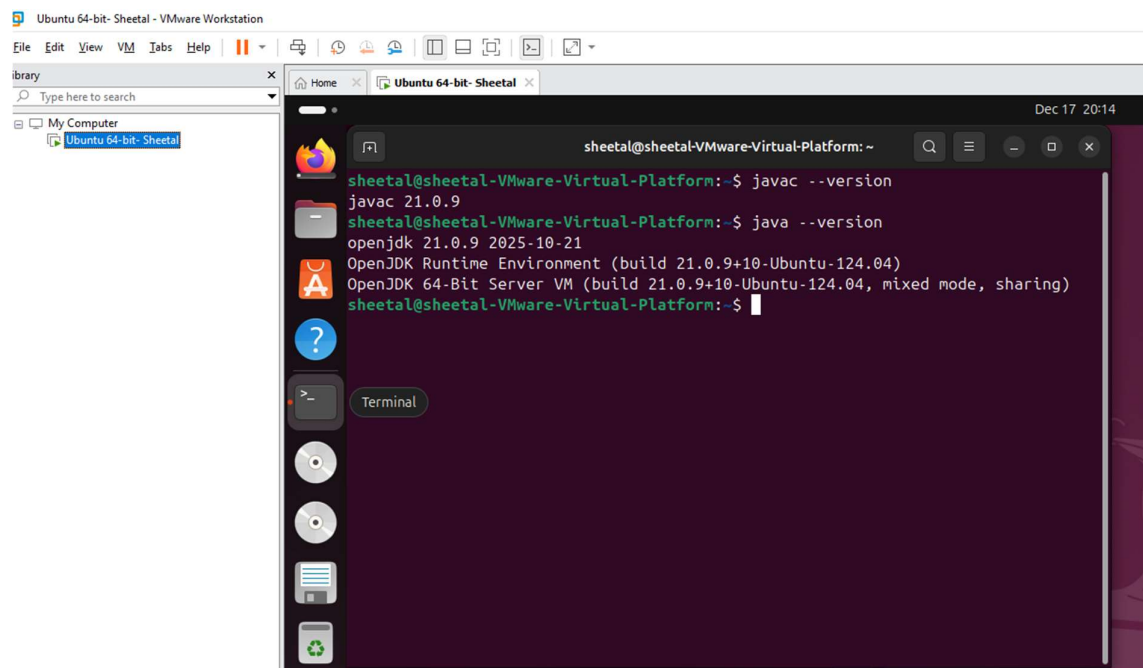 Ubuntu 64-bit- Sheetal - VMware Workstation
File Edit View VM Tabs Help
ibrary
Type here to search
My Computer
Ubuntu 64-bit- Sheetal
Home
Ubuntu 64-bit- Sheetal
Dec 17 20:14
sheetal@sheetal-VMware-Virtual-Platform: ~
sheetal@sheetal-VMware-Virtual-Platform:~$ javac --version
javac 21.0.9
sheetal@sheetal-VMware-Virtual-Platform:~$ java --version
openjdk 21.0.9 2025-10-21
OpenJDK Runtime Environment (build 21.0.9+10-Ubuntu-124.04)
OpenJDK 64-Bit Server VM (build 21.0.9+10-Ubuntu-124.04, mixed mode, sharing)
sheetal@sheetal-VMware-Virtual-Platform:~$
Terminal